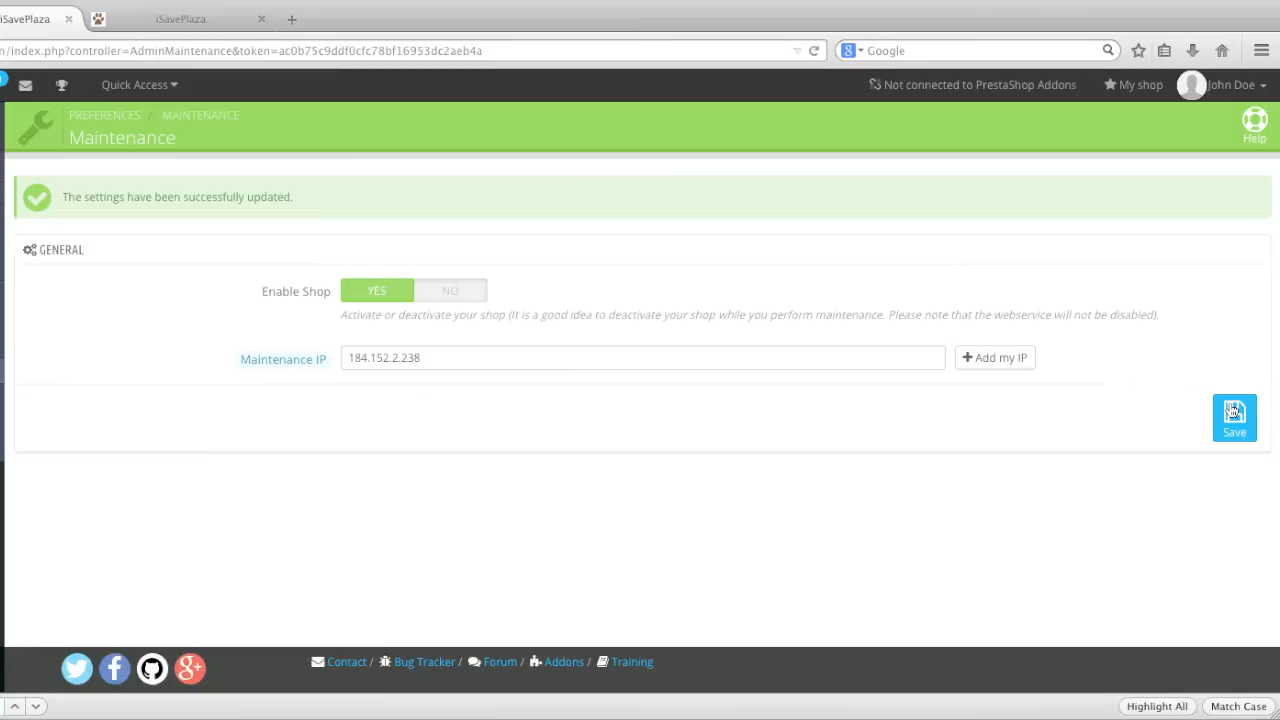 iSavePlaza
iSavePlaza
n/index.php?controller=AdminMaintenance&token=ac0b75c9ddf0cfc78bf16953dc2aeb4a
Google
Quick Access
Not connected to PrestaShop Addons
My shop
John Doe
PREFERENCES / MAINTENANCE
Maintenance
Help
The settings have been successfully updated.
GENERAL
Enable Shop
YES
NO
Activate or deactivate your shop (It is a good idea to deactivate your shop while you perform maintenance. Please note that the webservice will not be disabled).
Maintenance IP
184.152.2.238
Add my IP
Save
Contact / Bug Tracker / Forum / Addons / Training
Highlight All
Match Case